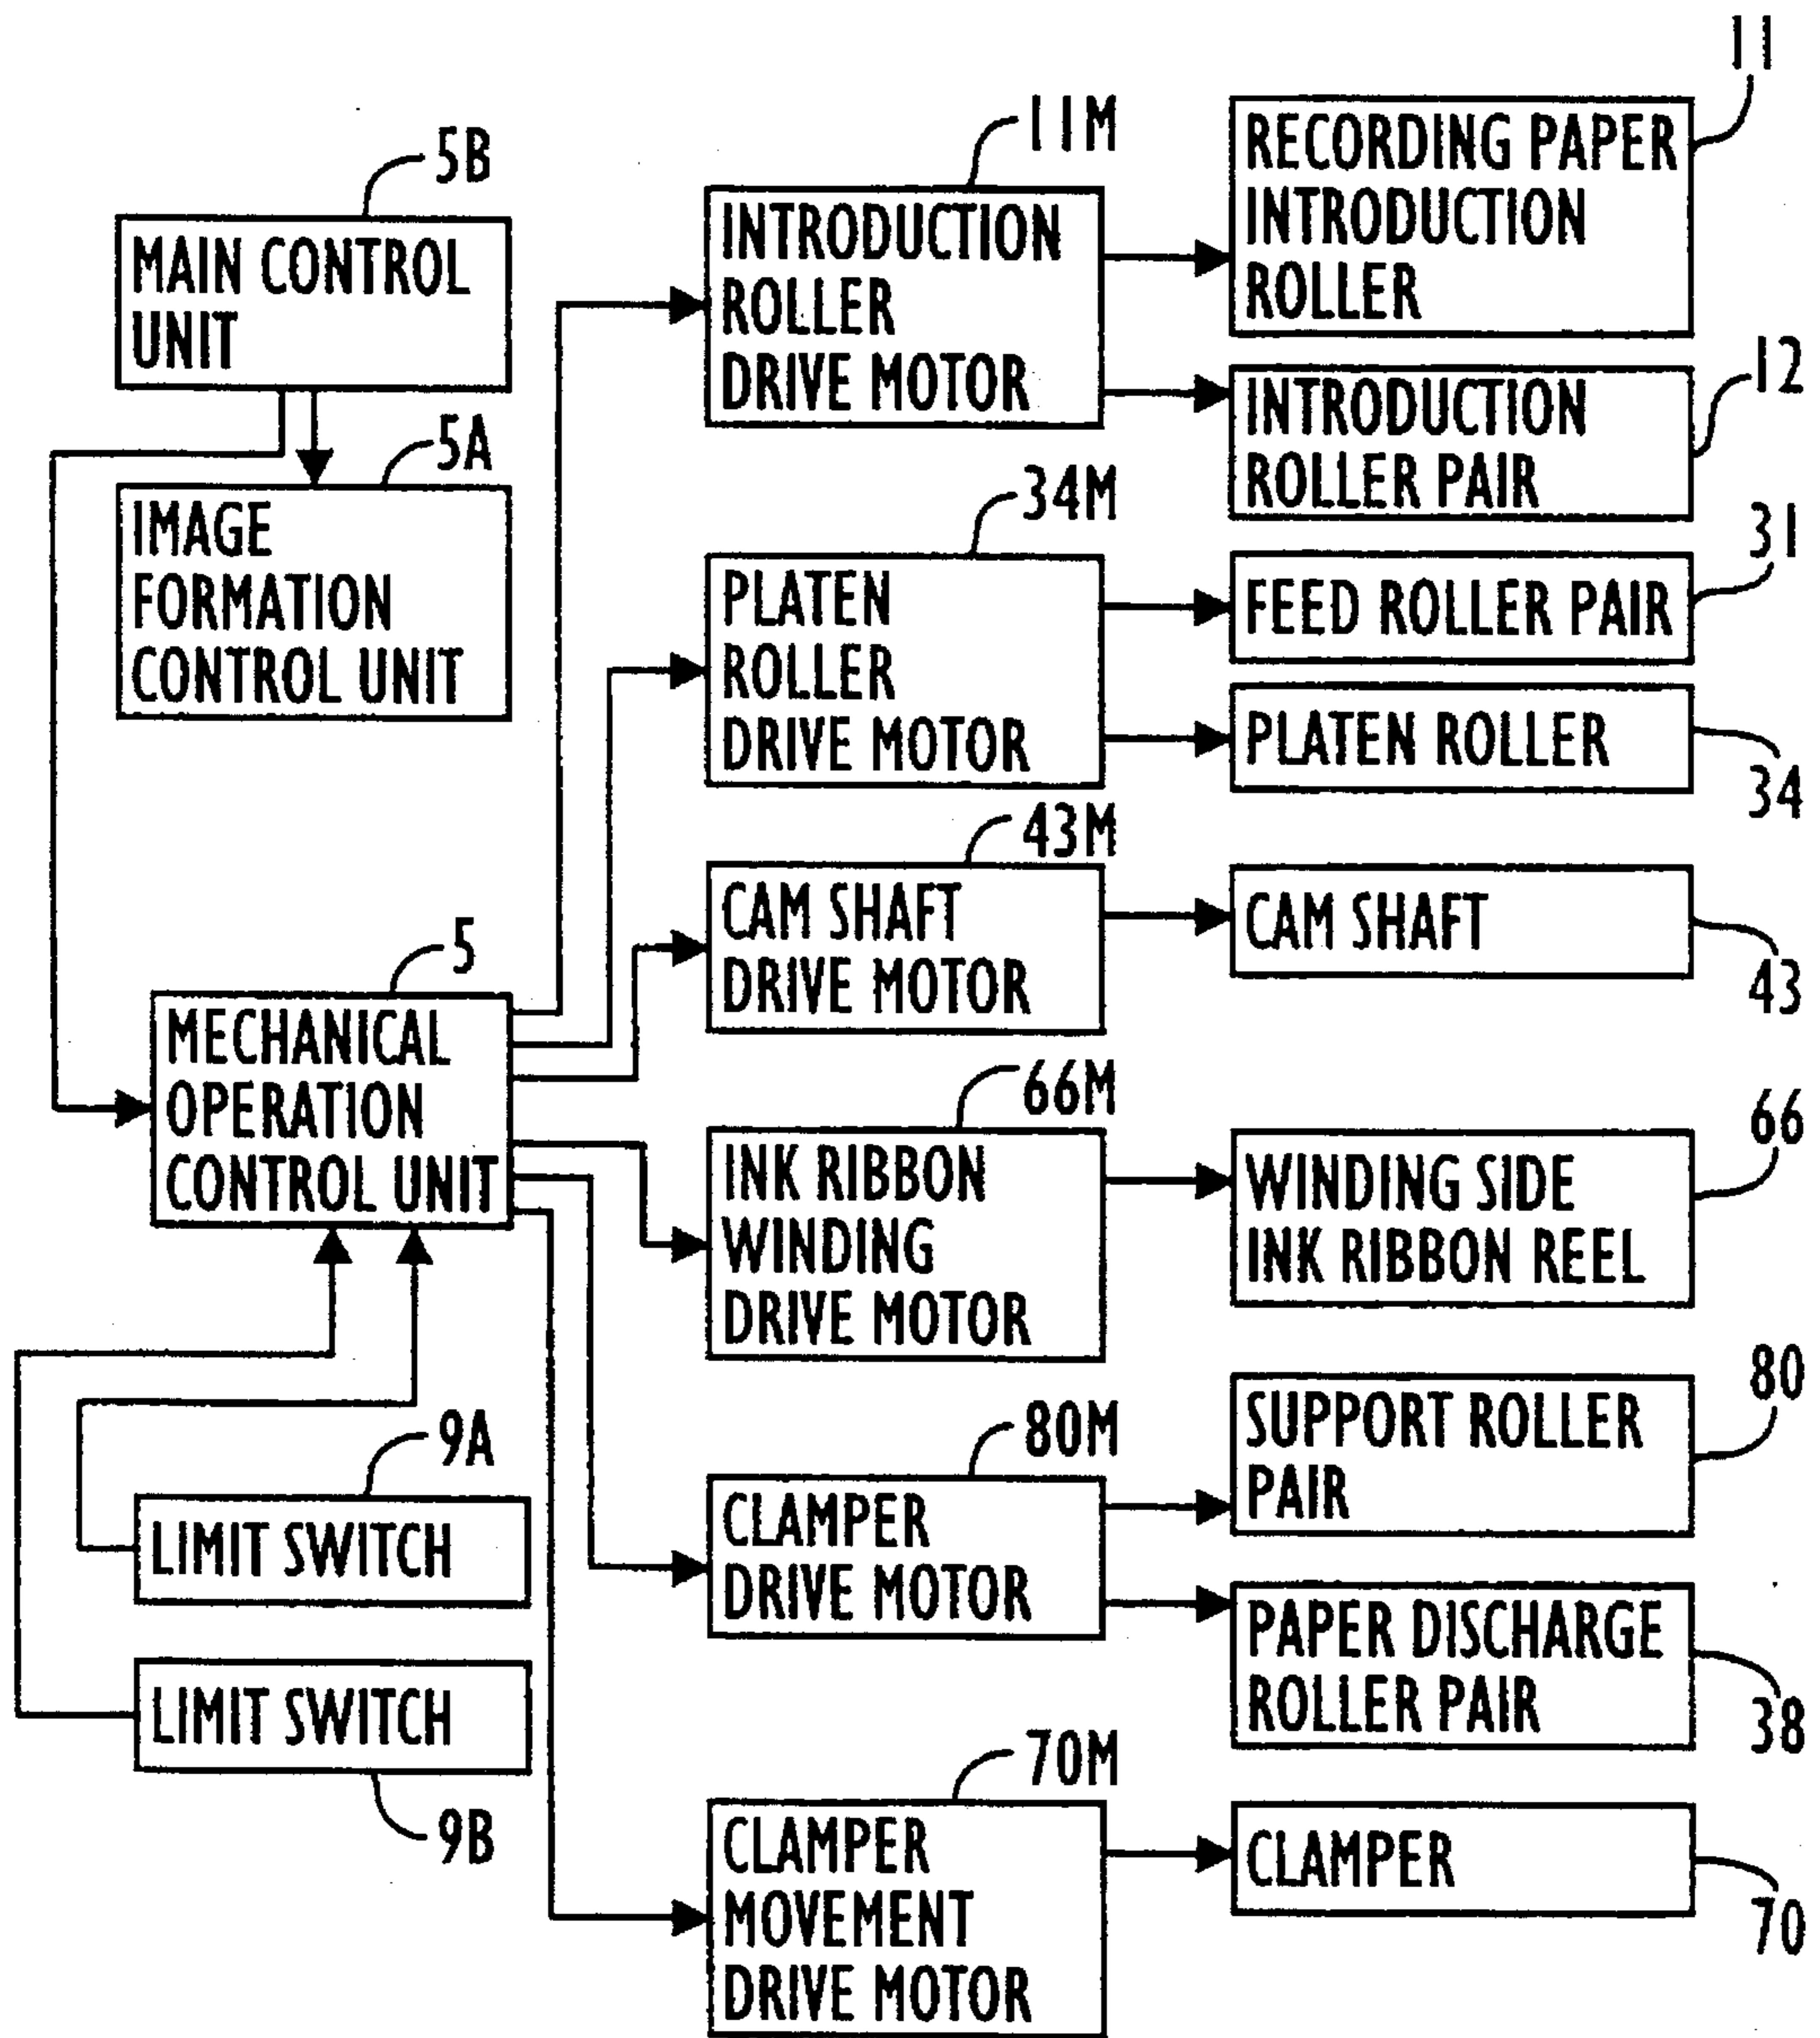 5B
MAIN CONTROL
UNIT
5A
IMAGE
FORMATION
CONTROL UNIT
5
MECHANICAL
OPERATION
CONTROL UNIT
9A
LIMIT SWITCH
LIMIT SWITCH
9B
11M
INTRODUCTION
ROLLER
DRIVE MOTOR
34M
PLATEN
ROLLER
DRIVE MOTOR
43M
CAM SHAFT
DRIVE MOTOR
66M
INK RIBBON
WINDING
DRIVE MOTOR
80M
CLAMPER
DRIVE MOTOR
70M
CLAMPER
MOVEMENT
DRIVE MOTOR
11
RECORDING PAPER
INTRODUCTION
ROLLER
12
INTRODUCTION
ROLLER PAIR
31
FEED ROLLER PAIR
PLATEN ROLLER
34
CAM SHAFT
43
66
WINDING SIDE
INK RIBBON REEL
80
SUPPORT ROLLER
PAIR
PAPER DISCHARGE
ROLLER PAIR
38
CLAMPER
70